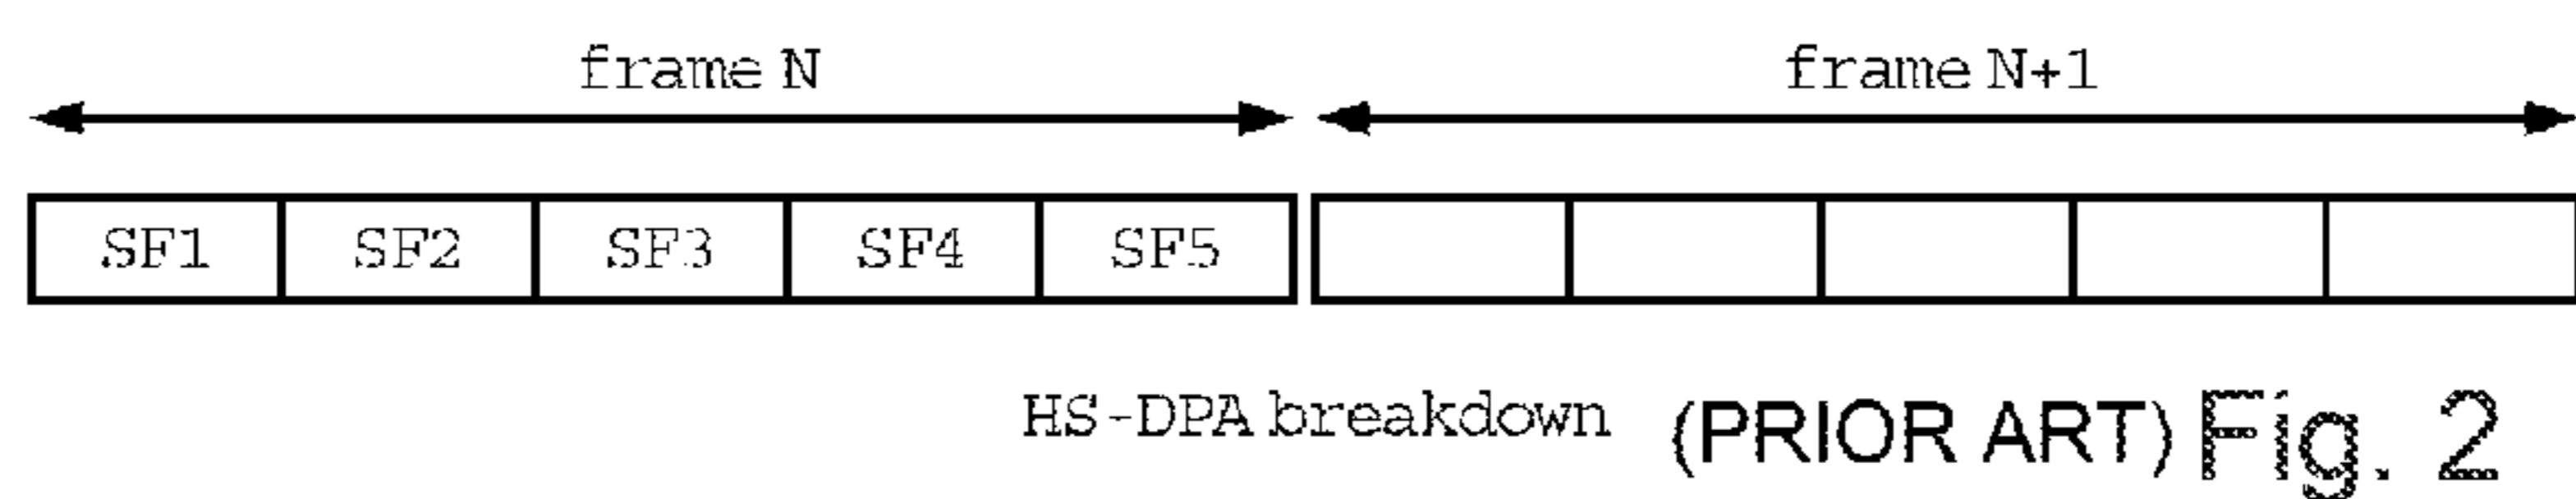 frame N frame N+1
SF1 SF2 SF3 SF4 SF5
HS-DPA breakdown (PRIOR ART) Fig. 2